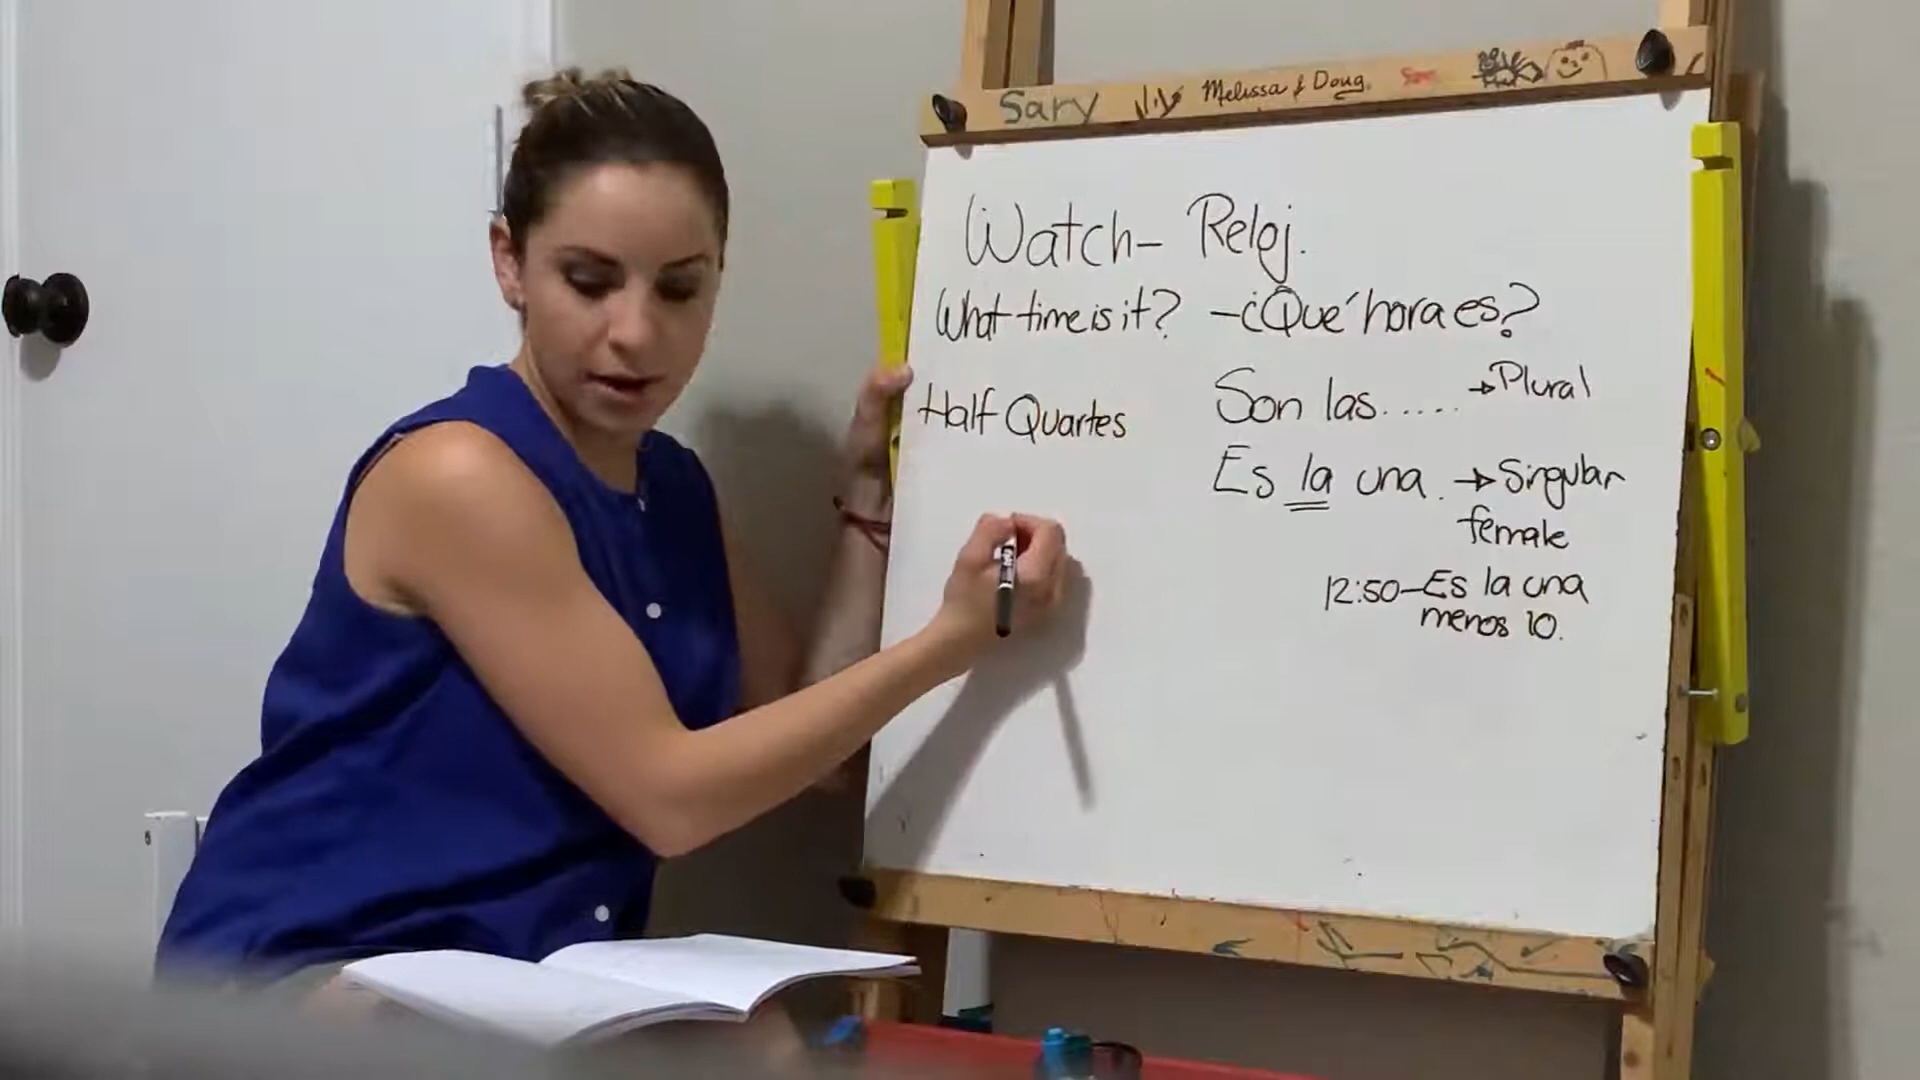 Sary Melissa & Doug
Watch- Reloj.
What time is it? -¿Qué hora es?
Son las..... → Plural
Half Quartes
Es la una. → Singular
female
12:50-Es la una
menos 10.